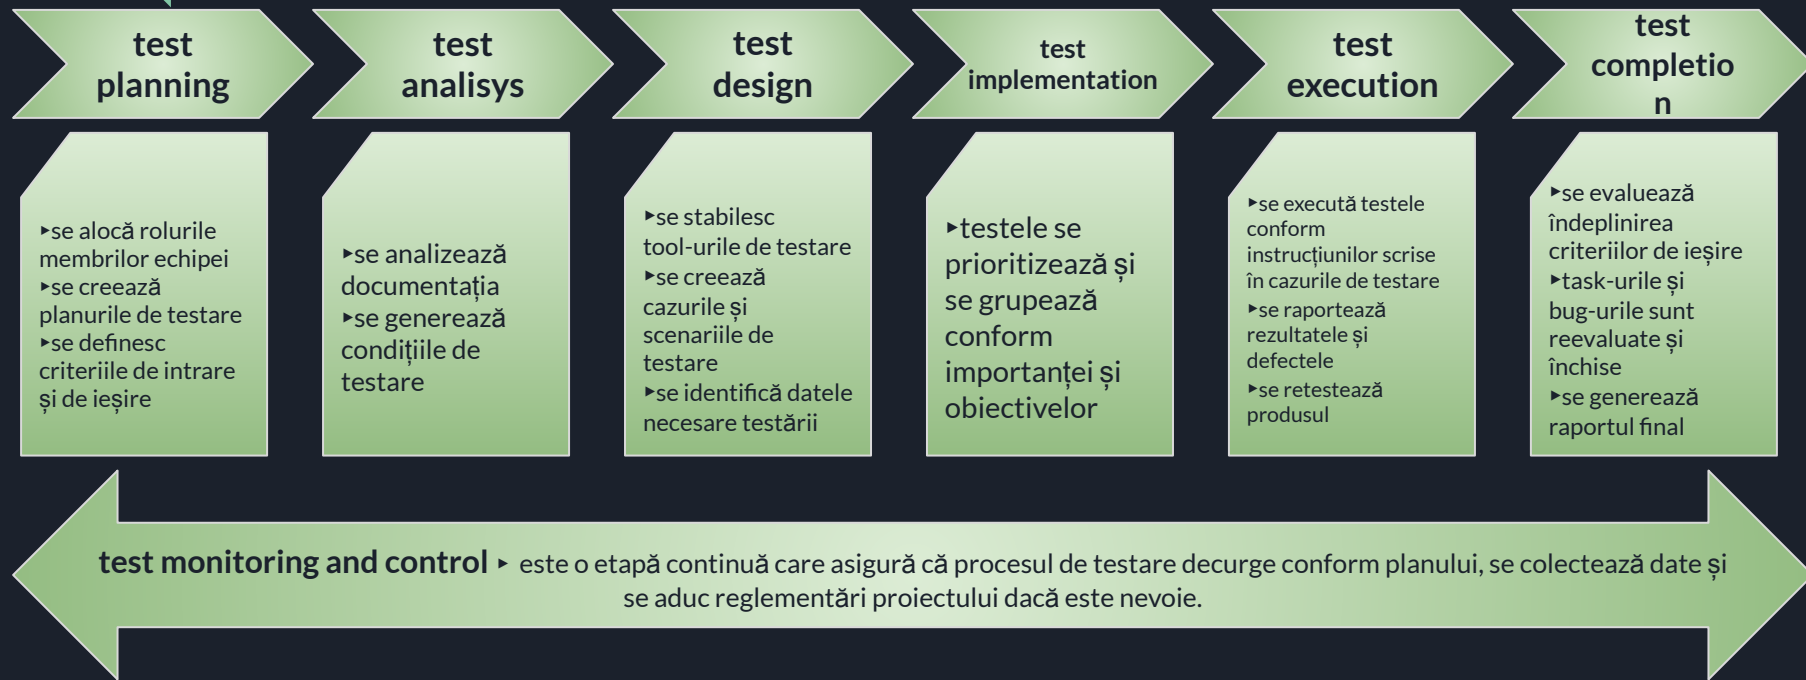 test
planning
test
analisys
test
design
test
implementation
test
execution
test
completio
n
▸se alocă rolurile
membrilor echipei
▸se creează
planurile de testare
▸se definesc
criteriile de intrare
și de ieșire
▸se analizează
documentația
▸se generează
condițiile de
testare
▸se stabilesc
tool-urile de testare
▸se creează
cazurile și
scenariile de
testare
▸se identifică datele
necesare testării
▸testele se
prioritizează și
se grupează
conform
importanței și
obiectivelor
▸se execută testele
conform
instrucțiunilor scrise
în cazurile de testare
▸se raportează
rezultatele și
defectele
▸se retestează
produsul
▸se evaluează
îndeplinirea
criteriilor de ieșire
▸task-urile și
bug-urile sunt
reevaluate și
închise
▸se generează
raportul final
test monitoring and control ▸ este o etapă continuă care asigură că procesul de testare decurge conform planului, se colectează date și
se aduc reglementări proiectului dacă este nevoie.